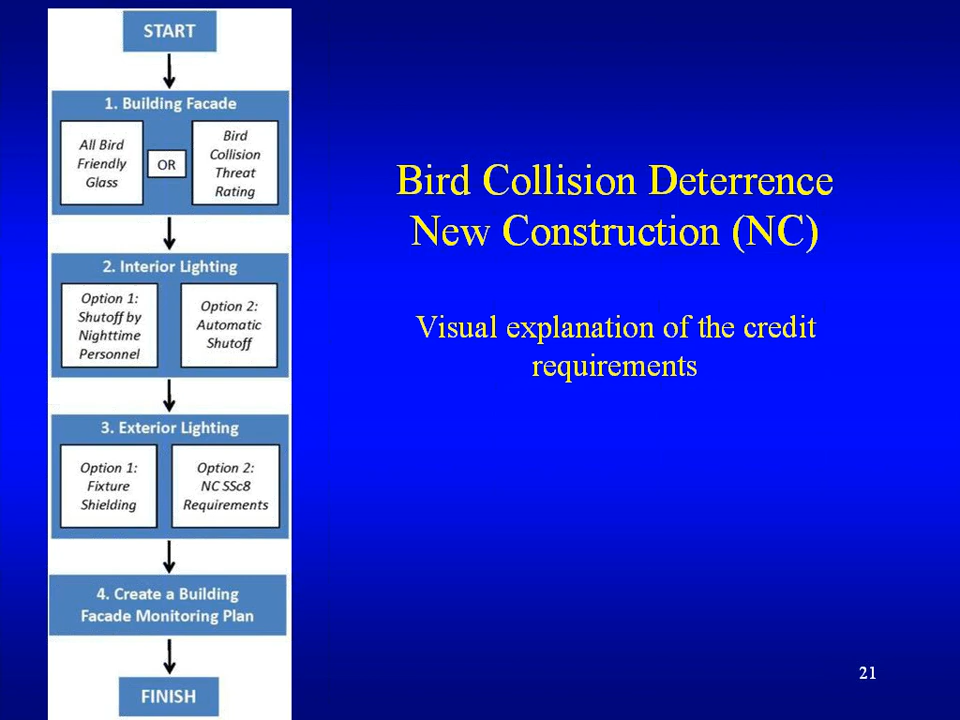 START
1. Building Facade
All Bird
Friendly
Glass
OR
Bird
Collision
Threat
Rating
2. Interior Lighting
Option 1:
Shutoff by
Nighttime
Personnel
Option 2:
Automatic
Shutoff
3. Exterior Lighting
Option 1:
Fixture
Shielding
Option 2:
NC SSc8
Requirements
4. Create a Building
Facade Monitoring Plan
FINISH
Bird Collision Deterrence
New Construction (NC)
Visual explanation of the credit
requirements
21